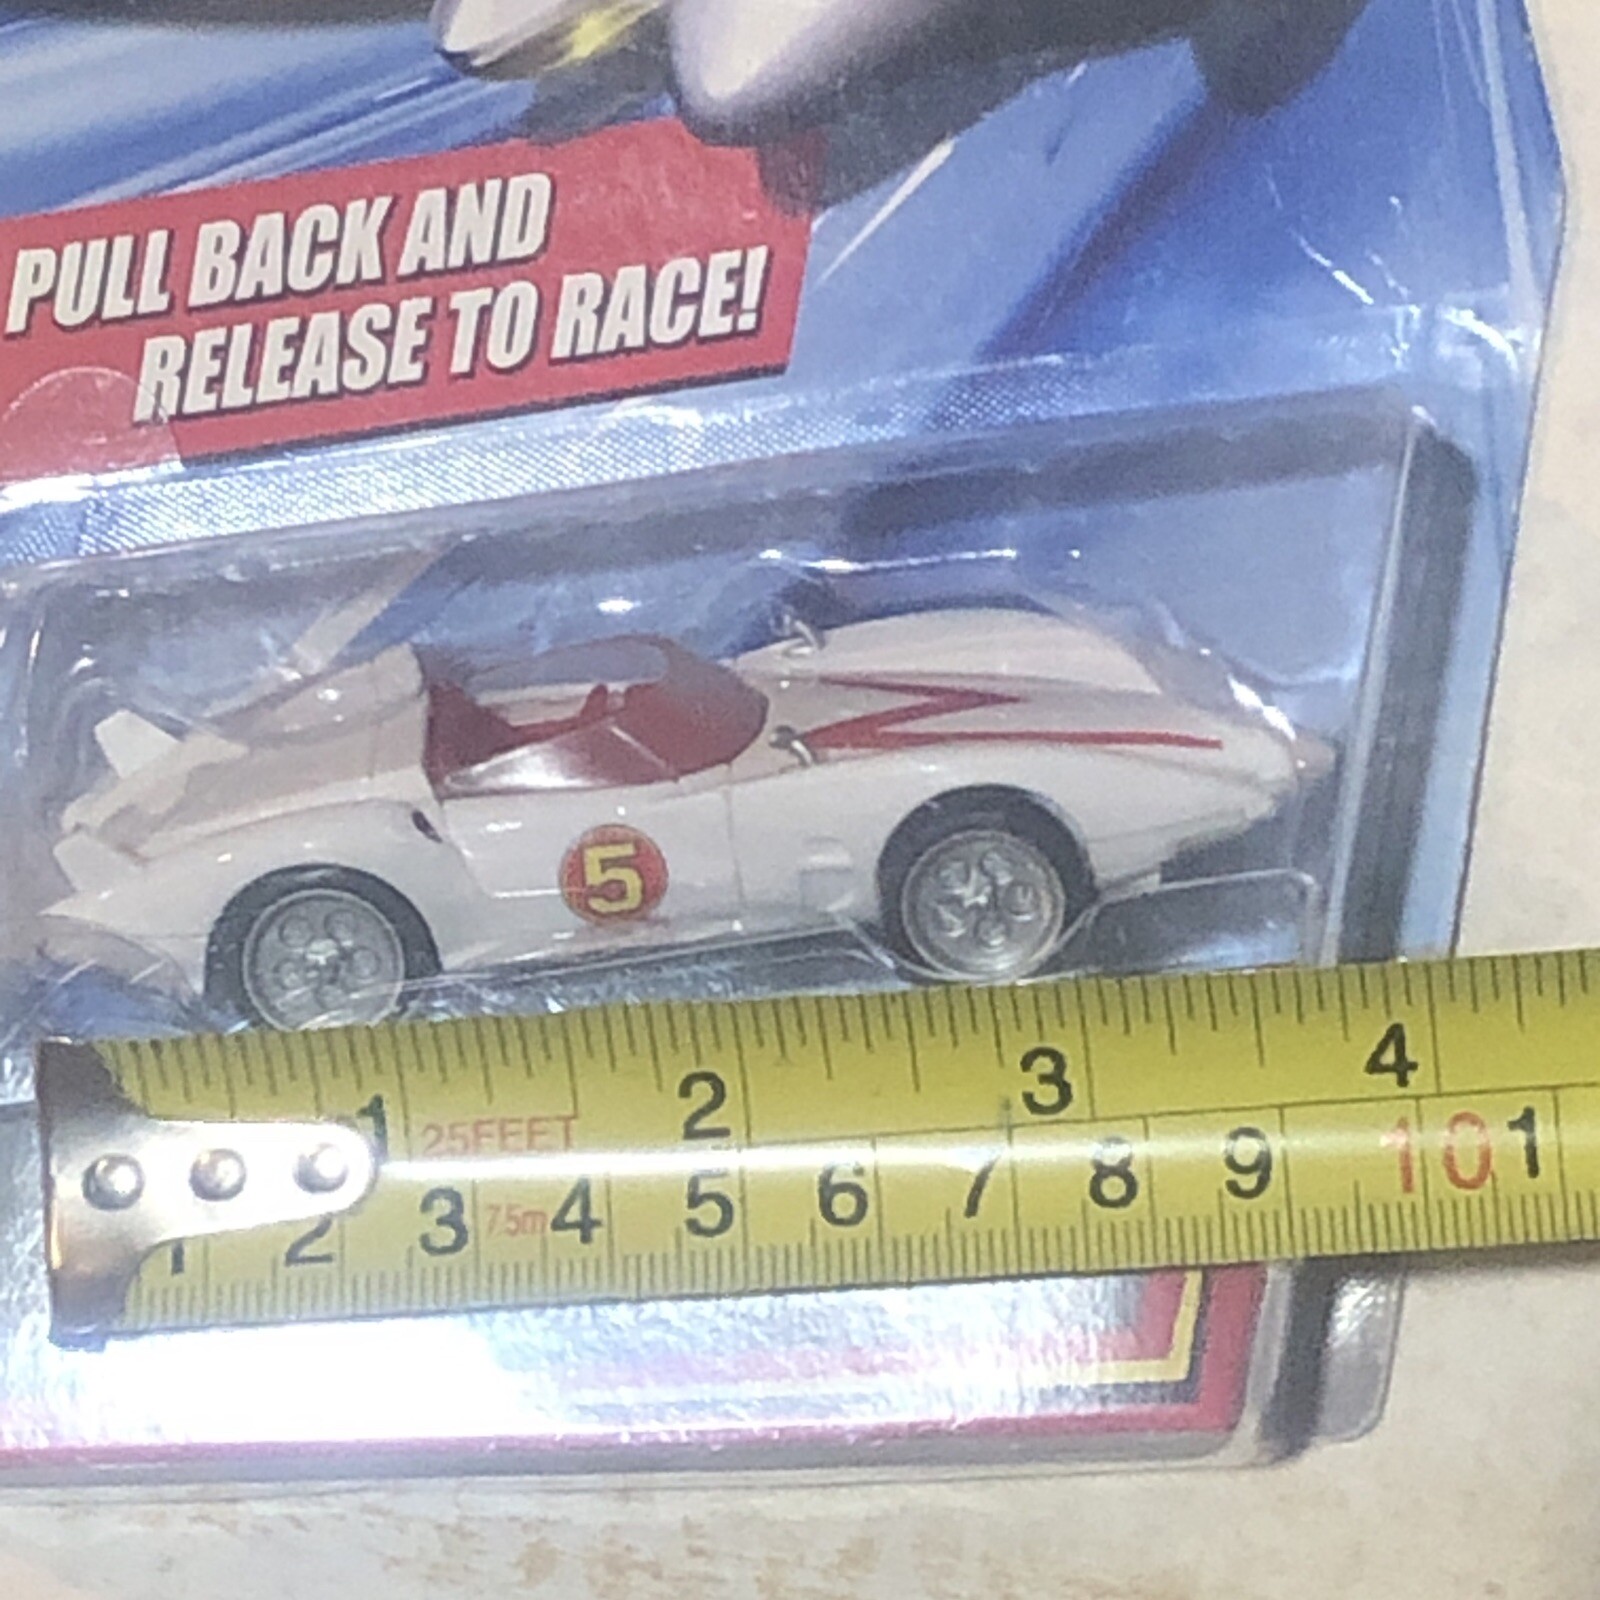 PULL BACK AND
RELEASE TO RACE!
5
1 25FEET 2 3 4
1 2 3 7.5m 4 5 6 7 8 9 10 1